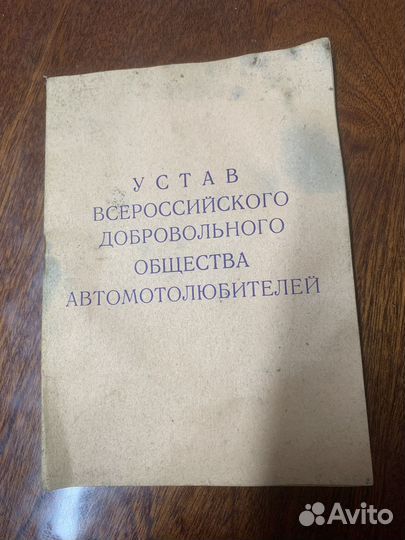 УСТАВ
ВСЕРОССИЙСКОГО
ДОБРОВОЛЬНОГО
ОБЩЕСТВА
АВТОМОТОЛЮБИТЕЛЕЙ
Avito